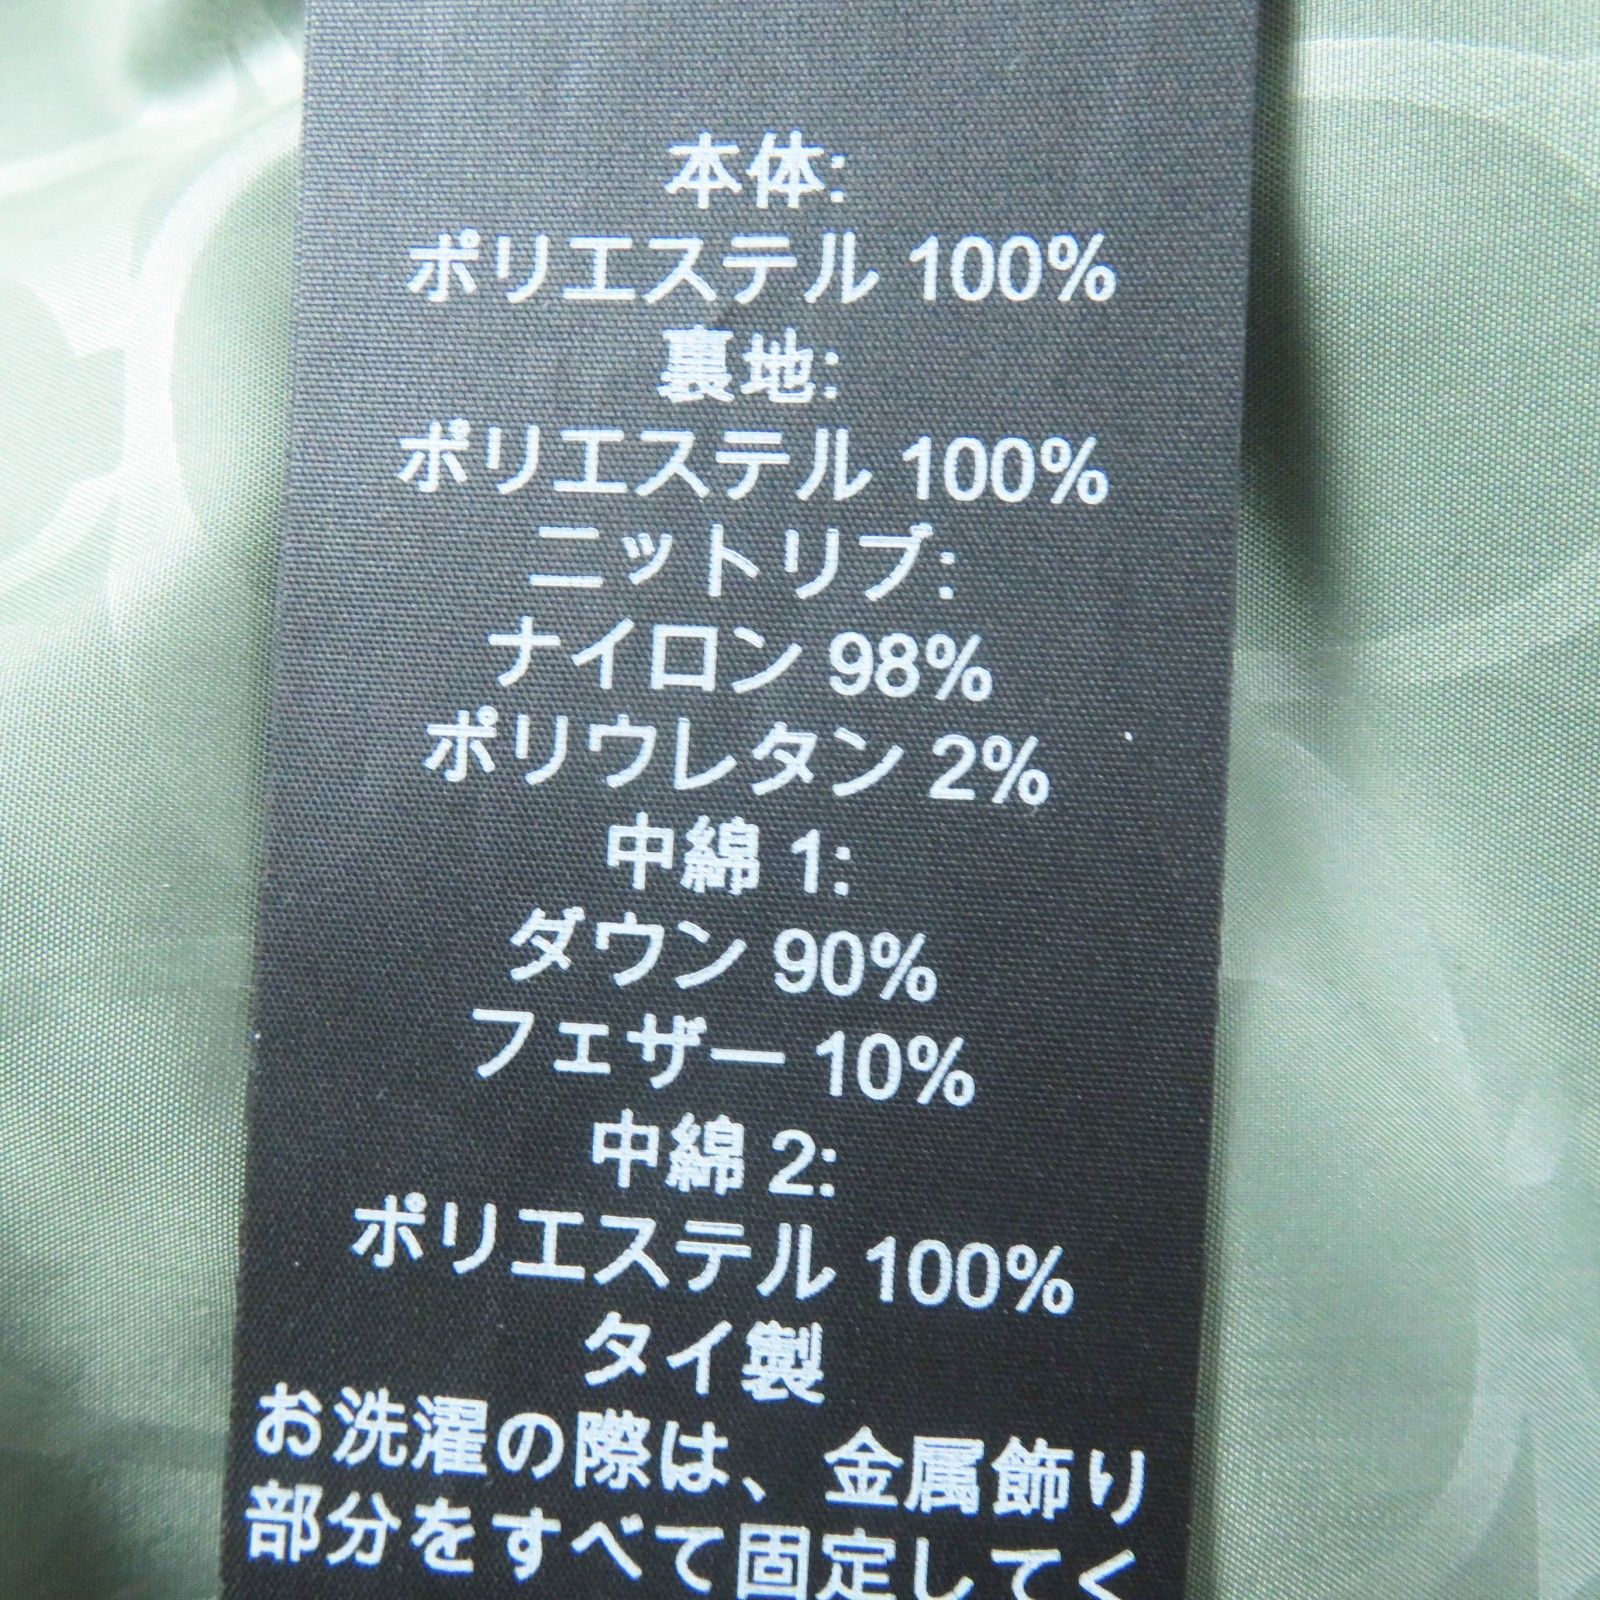 本体:
ポリエステル 100%
裏地:
ポリエステル 100%
ニットリブ:
ナイロン 98%
ポリウレタン 2%
中綿 1:
ダウン 90%
フェザー 10%
中綿 2:
ポリエステル 100%
タイ製
お洗濯の際は、金属飾り
部分をすべて固定してく